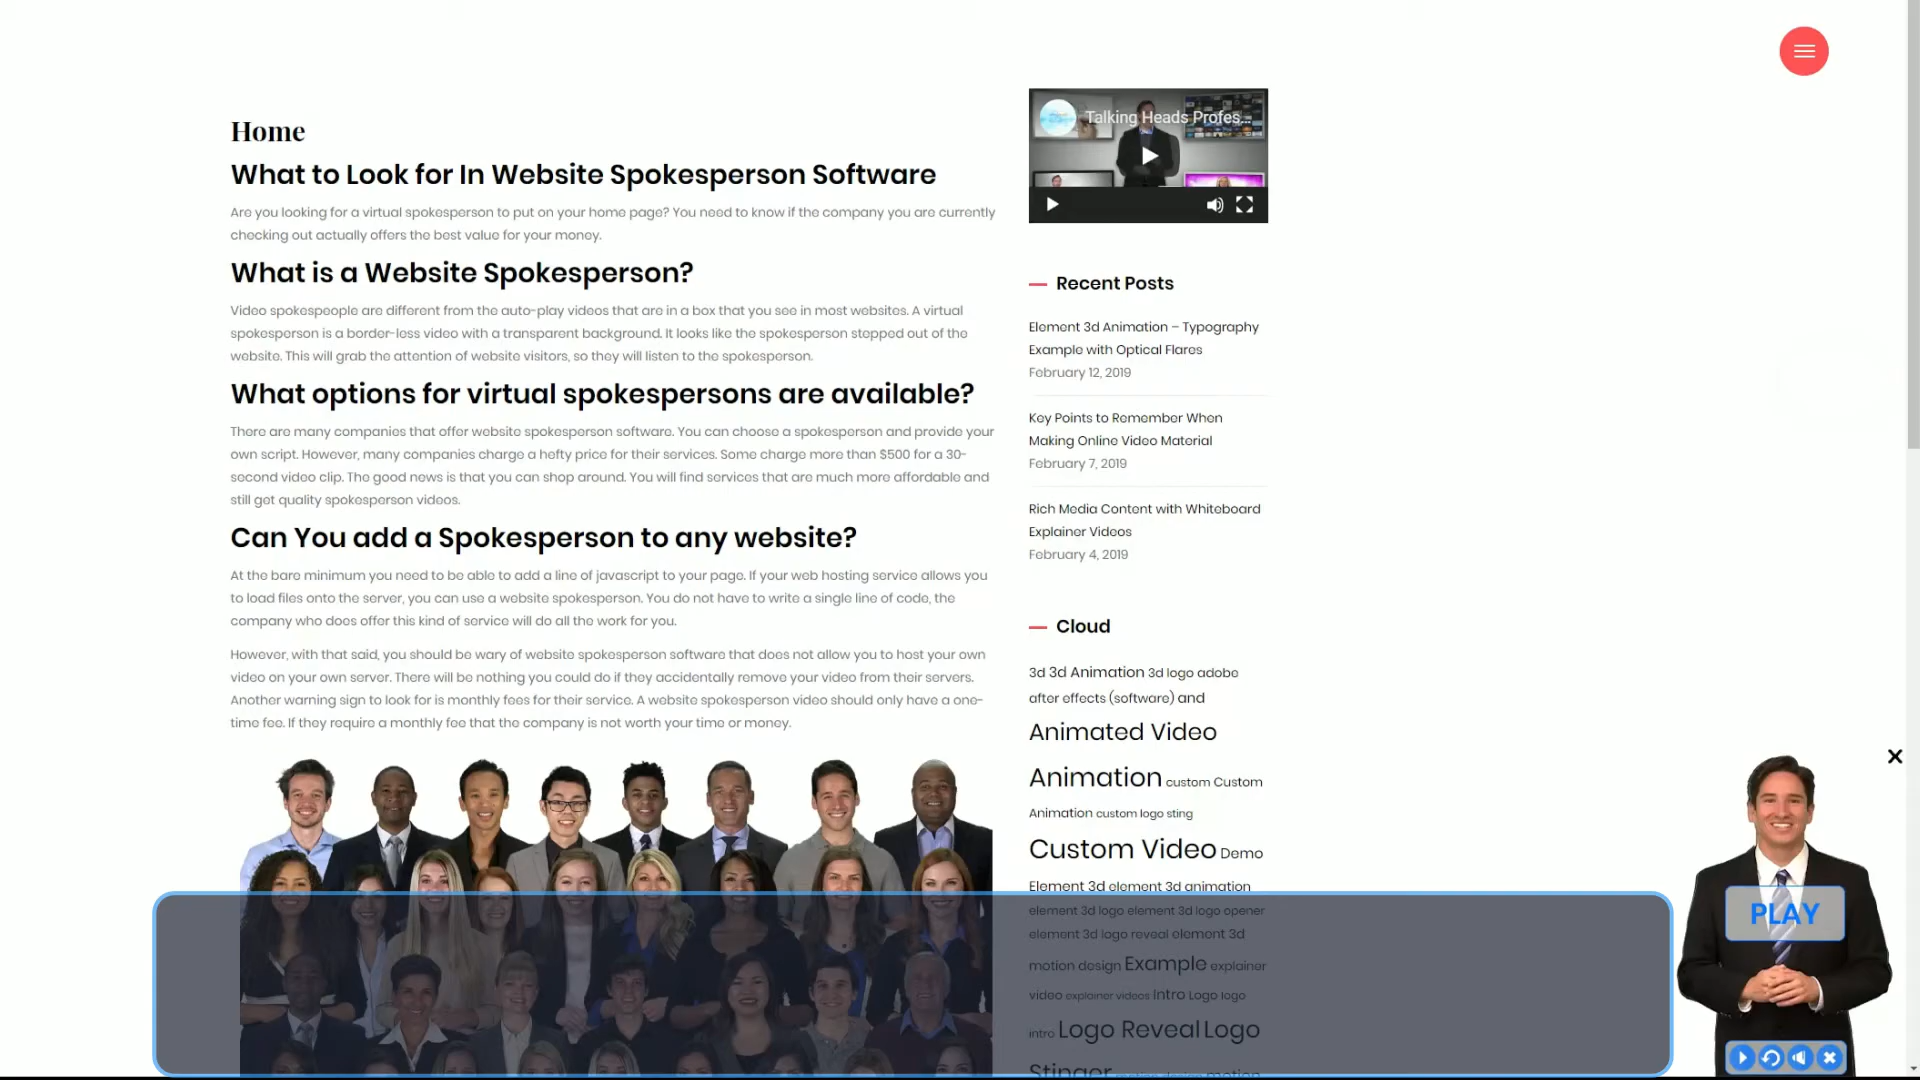 Home
What to Look for In Website Spokesperson Software
Are you looking for a virtual spokesperson to put on your home page? You need to know if the company you are currently
checking out actually offers the best value for your money.
What is a Website Spokesperson?
Video spokespeople are different from the auto-play videos that are in a box that you see in most websites. A virtual
spokesperson is a border-less video with a transparent background. It looks like the spokesperson stepped out of the
website. This will grab the attention of website visitors, so they will listen to the spokesperson.
What options for virtual spokespersons are available?
There are many companies that offer website spokesperson software. You can choose a spokesperson and provide your
own script. However, many companies charge a hefty price for their services. Some charge more than $500 for a 30-
second video clip. The good news is that you can shop around. You will find services that are much more affordable and
still get quality spokesperson videos.
Can You add a Spokesperson to any website?
At the bare minimum you need to be able to add a line of javascript to your page. If your web hosting service allows you
to load files onto the server, you can use a website spokesperson. You do not have to write a single line of code, the
company who does offer this kind of service will do all the work for you.
However, with that said, you should be wary of website spokesperson software that does not allow you to host your own
video on your own server. There will be nothing you could do if they accidentally remove your video from their servers.
Another warning sign to look for is monthly fees for their service. A website spokesperson video should only have a one-
time fee. If they require a monthly fee that the company is not worth your time or money.
Talking Heads Profes...
Recent Posts
Element 3d Animation – Typography
Example with Optical Flares
February 12, 2019
Key Points to Remember When
Making Online Video Material
February 7, 2019
Rich Media Content with Whiteboard
Explainer Videos
February 4, 2019
Cloud
3d 3d Animation 3d logo adobe
after effects (software) and
Animated Video
Animation custom Custom
Animation custom logo sting
Custom Video Demo
Element 3d element 3d animation
element 3d logo element 3d logo opener
element 3d logo reveal element 3d
motion design Example explainer
video explainer videos Intro Logo logo
intro Logo Reveal Logo
Stinger motion design motion
PLAY